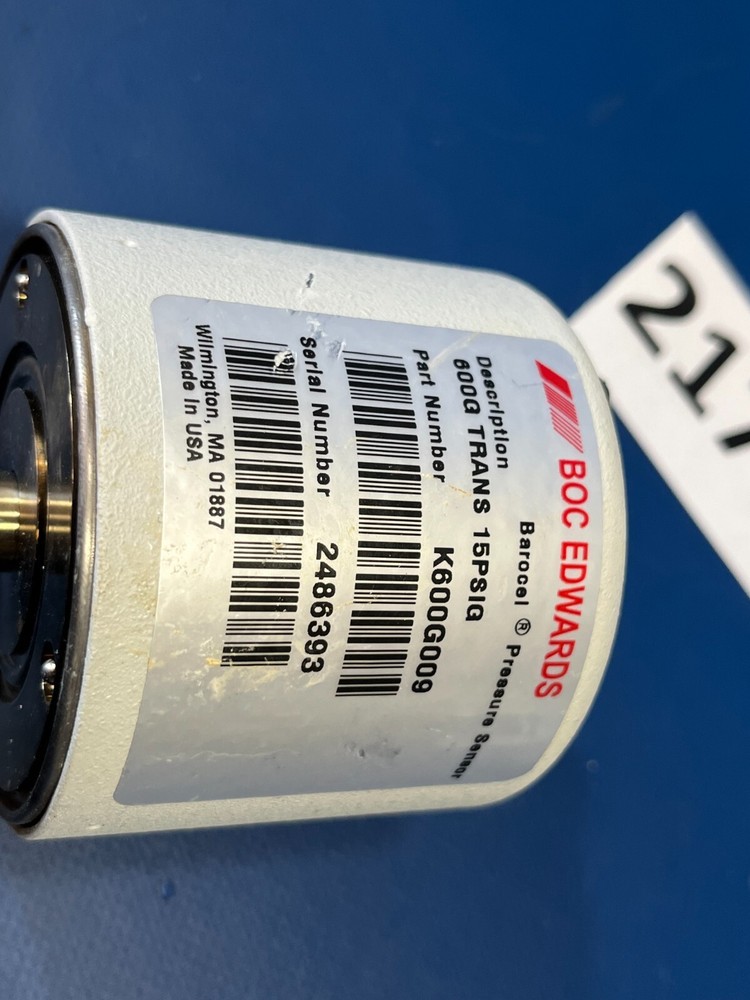 BOC EDWARDS
Barocel ® Pressure Sensor
Description
600G TRANS 15PSIG
Part Number K600G009
Serial Number 2486393
Wilmington, MA 01887
Made in USA
217